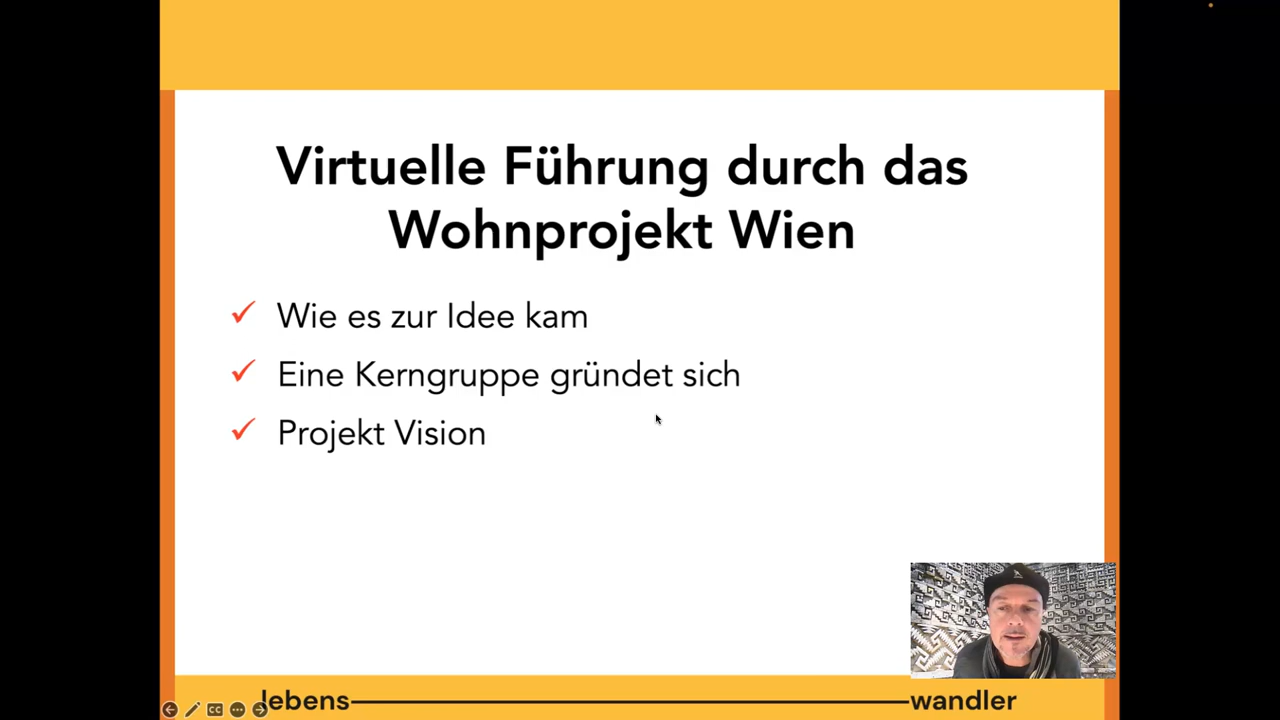 Virtuelle Führung durch das
Wohnprojekt Wien
✓ Wie es zur Idee kam
✓ Eine Kerngruppe gründet sich
✓ Projekt Vision
lebens wandler
CC